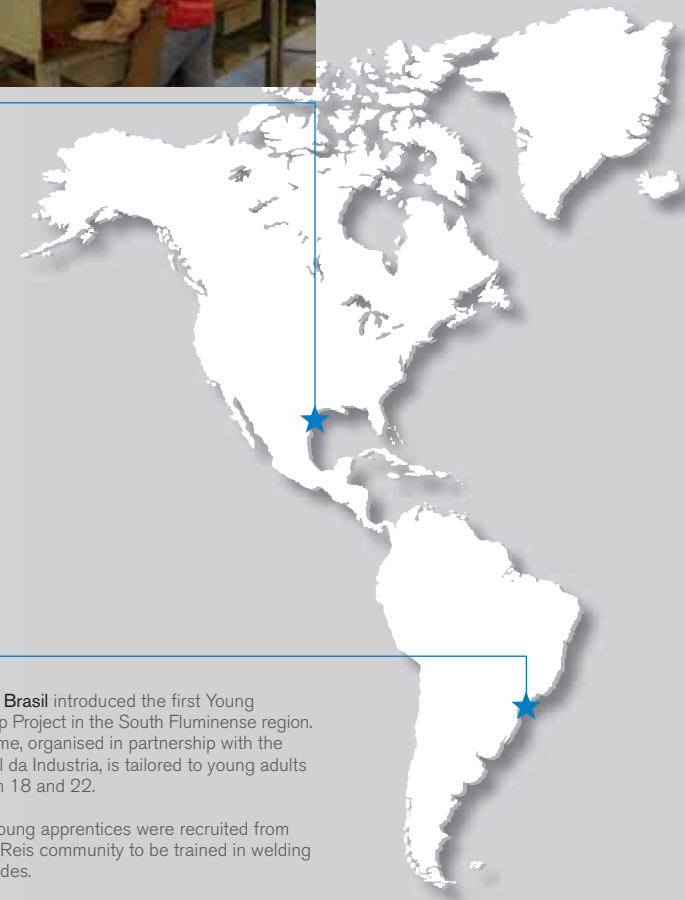 Brasil introduced the first Young
p Project in the South Fluminense region.
me, organised in partnership with the
l da Industria, is tailored to young adults
n 18 and 22.
oung apprentices were recruited from
Reis community to be trained in welling
des.